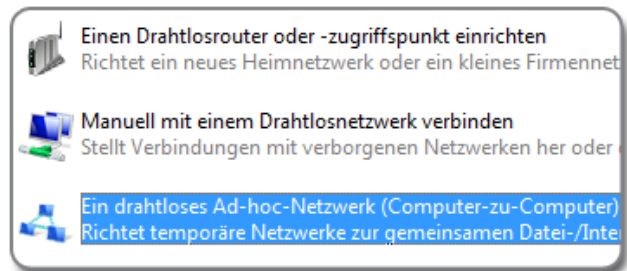 Einen Drahtlosrouter oder -zugriffspunkt einrichten
Richtet ein neues Heimnetzwerk oder ein kleines Firmennet
Manuell mit einem Drahtlosnetzwerk verbinden
Stellt Verbindungen mit verborgenen Netzwerken her oder
Ein drahtloses Ad-hoc-Netzwerk (Computer-zu-Computer)
Richtet temporäre Netzwerke zur gemeinsamen Datei-/Inte